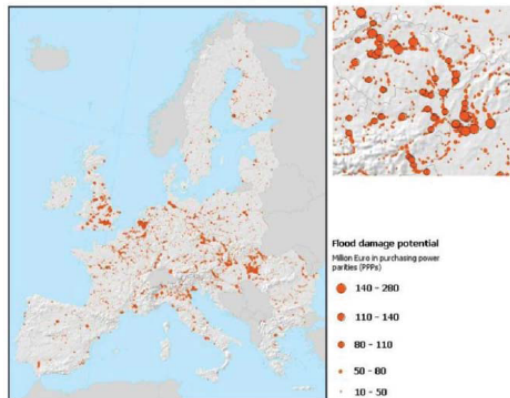 Flood damage potential
Million Euro in purchasing power
parities (PPPs)
140 - 280
110 - 140
80 - 110
50 - 80
10 - 50